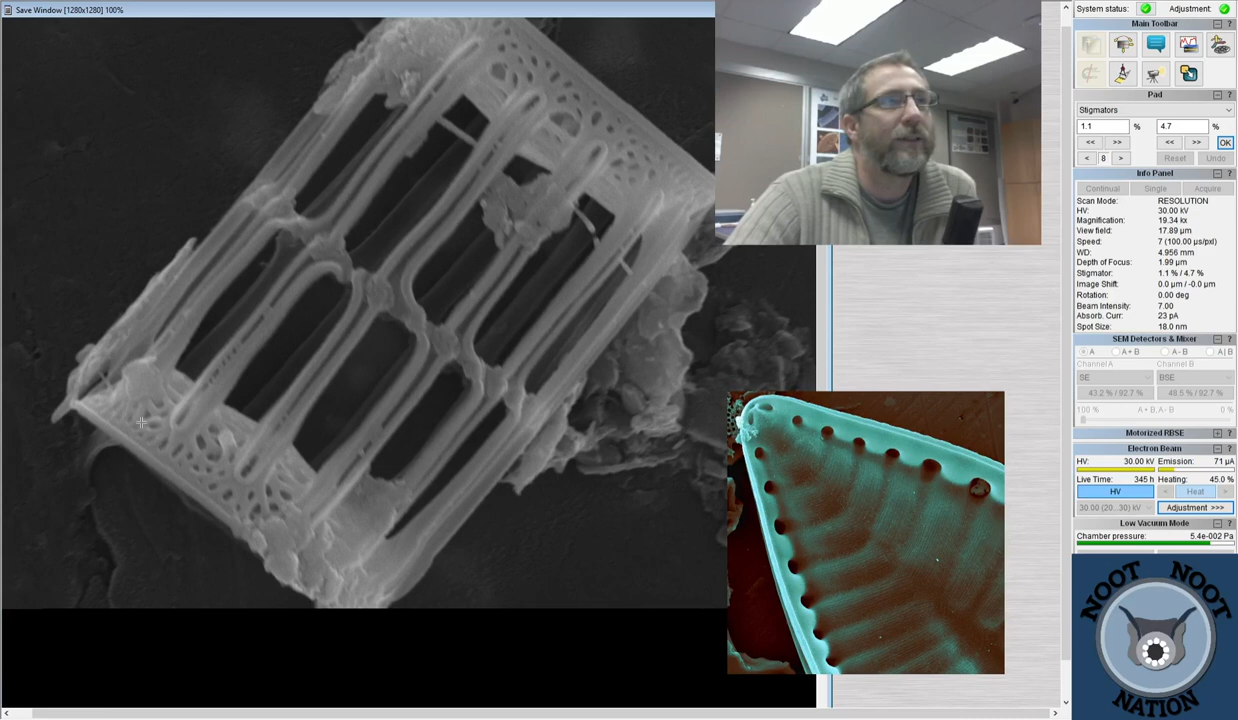 Save Window [1280x1280] 100%
System status:
Adjustment:
Main Toolbar
?
Pad
?
Stigmators
1.1 %
4.7 %
<< >> << >> OK
< 8 > Reset Undo
Info Panel
?
Continual Single Acquire
Scan Mode: RESOLUTION
HV: 30.00 kV
Magnification: 19.34 kx
View field: 17.89 µm
Speed: 7 (100.00 µs/pxl)
WD: 4.956 mm
Depth of Focus: 1.99 µm
Stigmator: 1.1 % / 4.7 %
Image Shift: 0.0 µm / -0.0 µm
Rotation: 0.00 deg
Beam Intensity: 7.00
Absorb. Curr: 23 pA
Spot Size: 18.0 nm
SEM Detectors & Mixer
?
A A + B A - B A | B
Channel A Channel B
SE BSE
43.2 % / 92.7 % 48.5 % / 92.7 %
100 % A + B, A - B 0 %
Motorized RBSE
?
Electron Beam
?
HV: 30.00 kV Emission: 71 µA
Live Time: 345 h Heating: 45.0 %
HV < Heat >
30.00 (20...30) kV Adjustment >>>
Low Vacuum Mode
?
Chamber pressure: 5.4e-002 Pa
NOOT NOOT
NATION